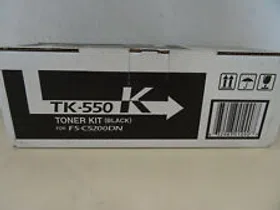 TK-550 K
TONER KIT (BLACK)
FOR FS-C5200DN